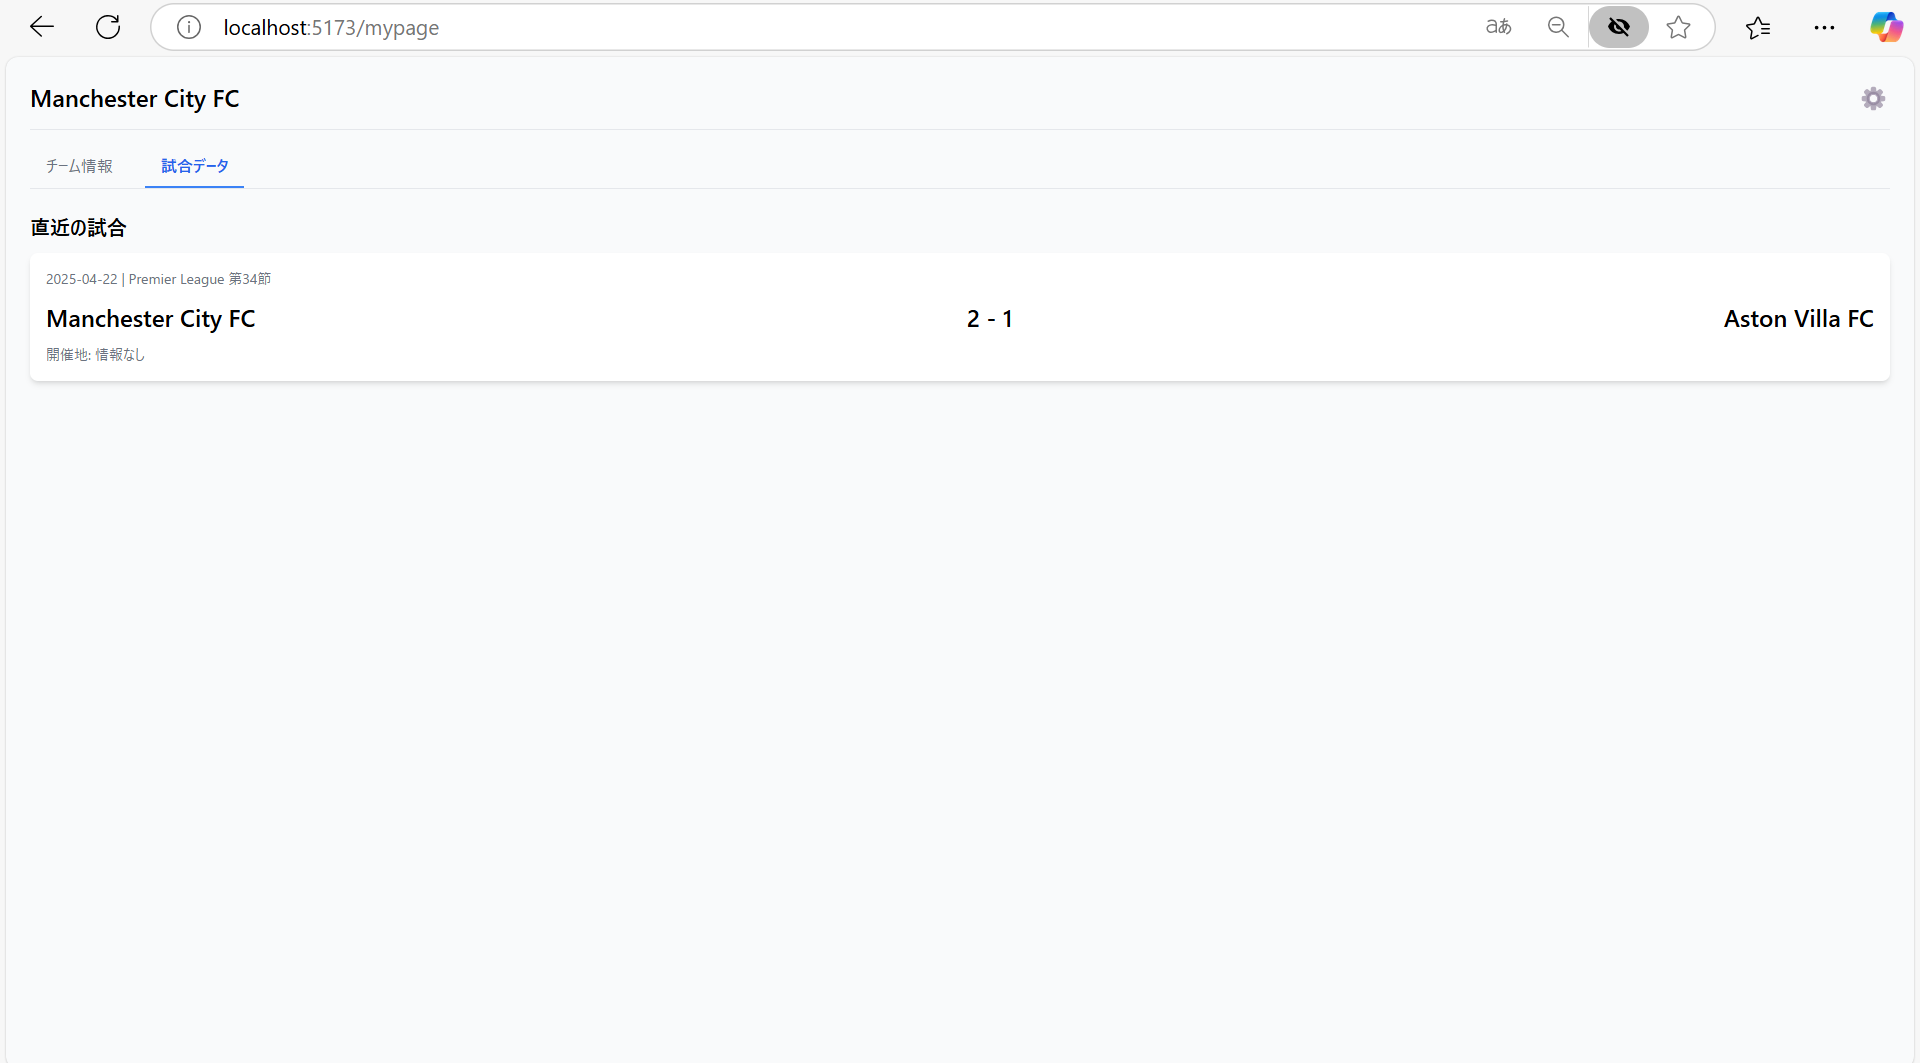 localhost:5173/mypage
aあ
Manchester City FC
チーム情報 試合データ
直近の試合
2025-04-22 | Premier League 第34節
Manchester City FC 2 - 1 Aston Villa FC
開催地: 情報なし